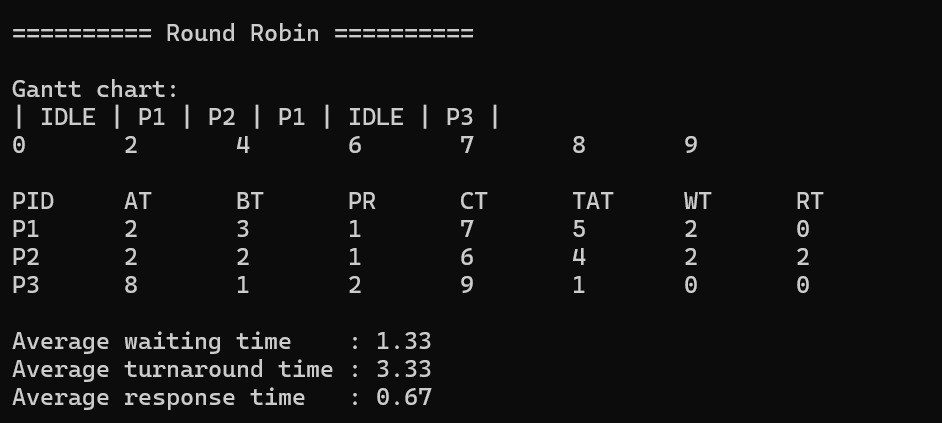 ========== Round Robin ==========
Gantt chart:
| IDLE | P1 | P2 | P1 | IDLE | P3 |
0       2       4       6       7       8       9
PID     AT      BT      PR      CT      TAT     WT      RT
P1      2       3       1       7       5       2       0
P2      2       2       1       6       4       2       2
P3      8       1       2       9       1       0       0
Average waiting time    : 1.33
Average turnaround time : 3.33
Average response time   : 0.67